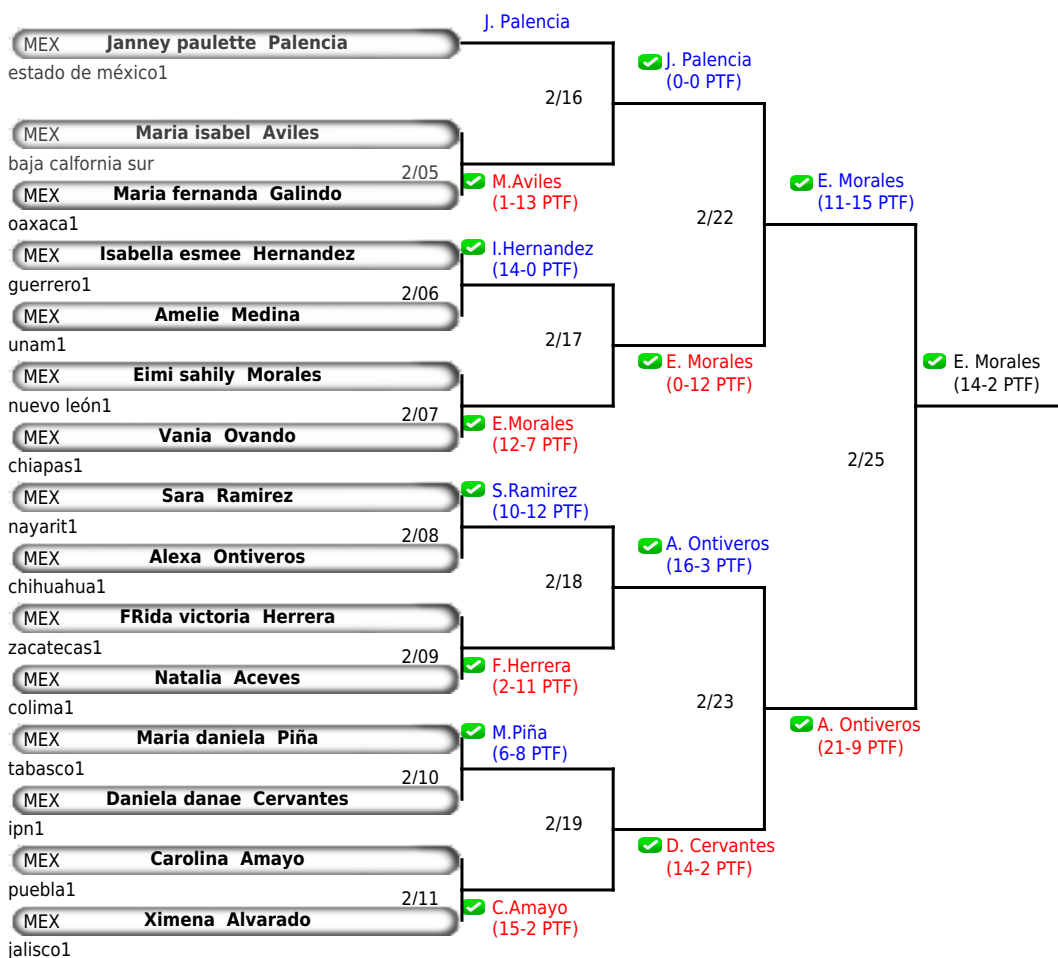 J. Palencia
MEX Janney paulette Palencia
estado de méxico1
J. Palencia
(0-0 PTF)
2/16
MEX Maria isabel Aviles
baja calfornia sur
2/05
MEX Maria fernanda Galindo
oaxaca1
M.Aviles
(1-13 PTF)
E. Morales
(11-15 PTF)
2/22
MEX Isabella esmee Hernandez
guerrero1
I.Hernandez
(14-0 PTF)
2/06
MEX Amelie Medina
unam1
2/17
MEX Eimi sahily Morales
nuevo león1
E. Morales
(0-12 PTF)
E. Morales
(14-2 PTF)
2/07
MEX Vania Ovando
chiapas1
E.Morales
(12-7 PTF)
2/25
MEX Sara Ramirez
nayarit1
S.Ramirez
(10-12 PTF)
2/08
MEX Alexa Ontiveros
chihuahua1
A. Ontiveros
(16-3 PTF)
2/18
MEX FRida victoria Herrera
zacatecas1
2/09
MEX Natalia Aceves
colima1
F.Herrera
(2-11 PTF)
2/23
MEX Maria daniela Piña
tabasco1
M.Piña
(6-8 PTF)
A. Ontiveros
(21-9 PTF)
2/10
MEX Daniela danae Cervantes
ipn1
2/19
MEX Carolina Amayo
puebla1
D. Cervantes
(14-2 PTF)
2/11
MEX Ximena Alvarado
jalisco1
C.Amayo
(15-2 PTF)